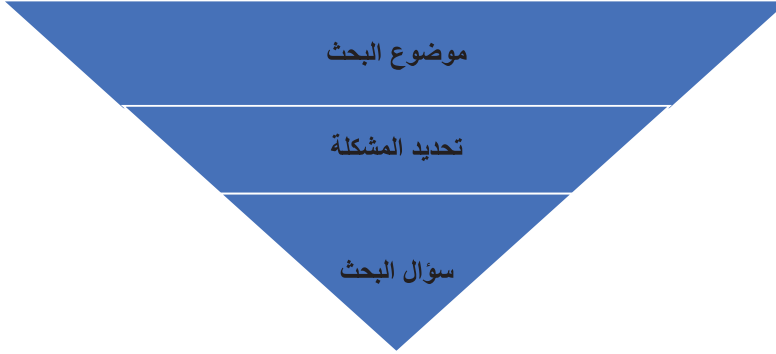 موضوع البحث
تحديد المشكلة
سؤال البحث